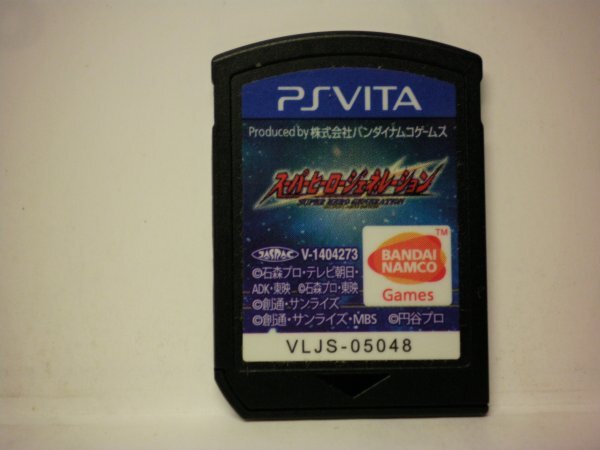 PSVITA
Produced by 株式会社バンダイナムコゲームス
スーパーヒーロージェネレーション
SUPER HERO GENERATION
JASRAC V-1404273
©石森プロ・テレビ朝日・
ADK・東映 ©石森プロ・東映
©創通・サンライズ
©創通・サンライズ・MBS ©円谷プロ
BANDAI
NAMCO
TM
Games
VLJS-05048